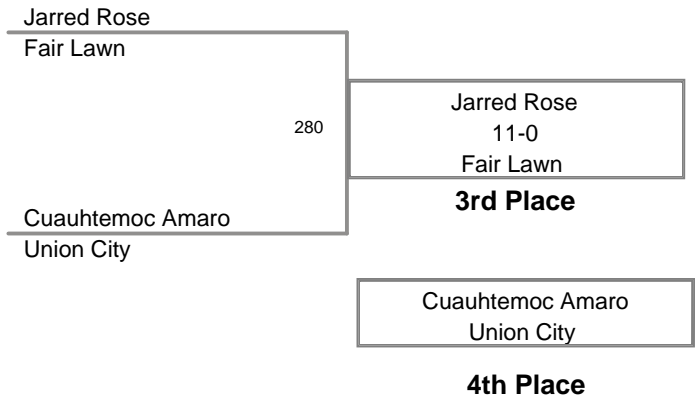 Jarred Rose
Fair Lawn
280
Jarred Rose
11-0
Fair Lawn
3rd Place
Cuauhtemoc Amaro
Union City
Cuauhtemoc Amaro
Union City
4th Place